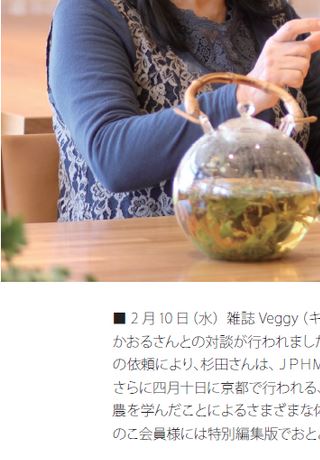 ■ 2 月 10 日（水） 雑誌 Veggy（キ
かおるさんとの対談が行われまし
の依頼により、杉田さんは、ＪＰＨＭ
さらに四月十日に京都で行われる、
農を学んだことによるさまざまな体
のこ会員様には特別編集版でおと